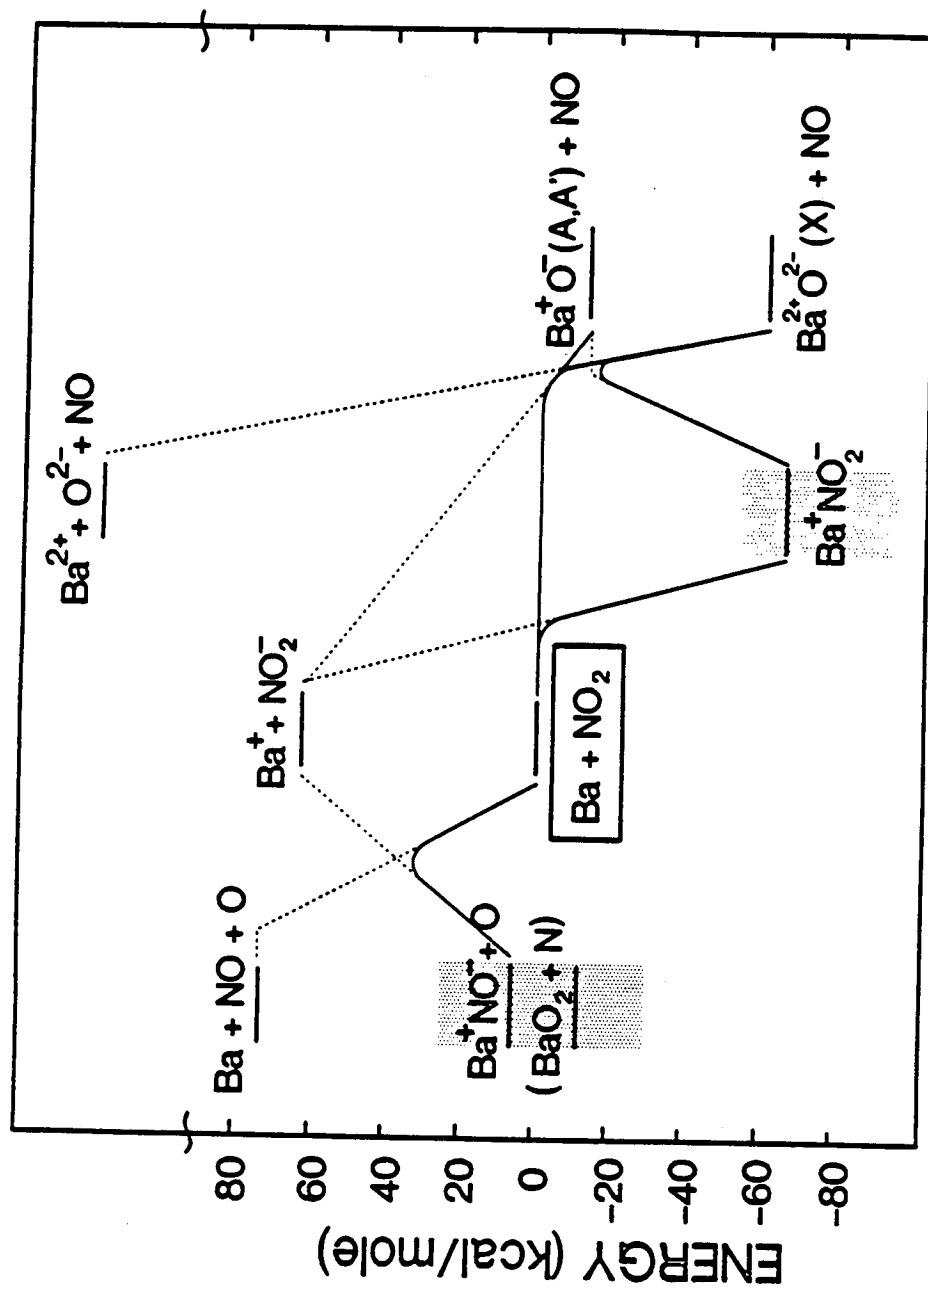 ENERGY (kcal/mole)
80
60
40
20
0
-20
-40
-60
-80
Ba²⁺ + O²⁻ + NO
Ba + NO + O
Ba⁺ + NO₂⁻
Ba + NO₂
Ba⁺O⁻(A,A') + NO
Ba⁺NO⁻ + O
(BaO₂ + N)
Ba⁺NO₂⁻
Ba²⁺O²⁻(X) + NO